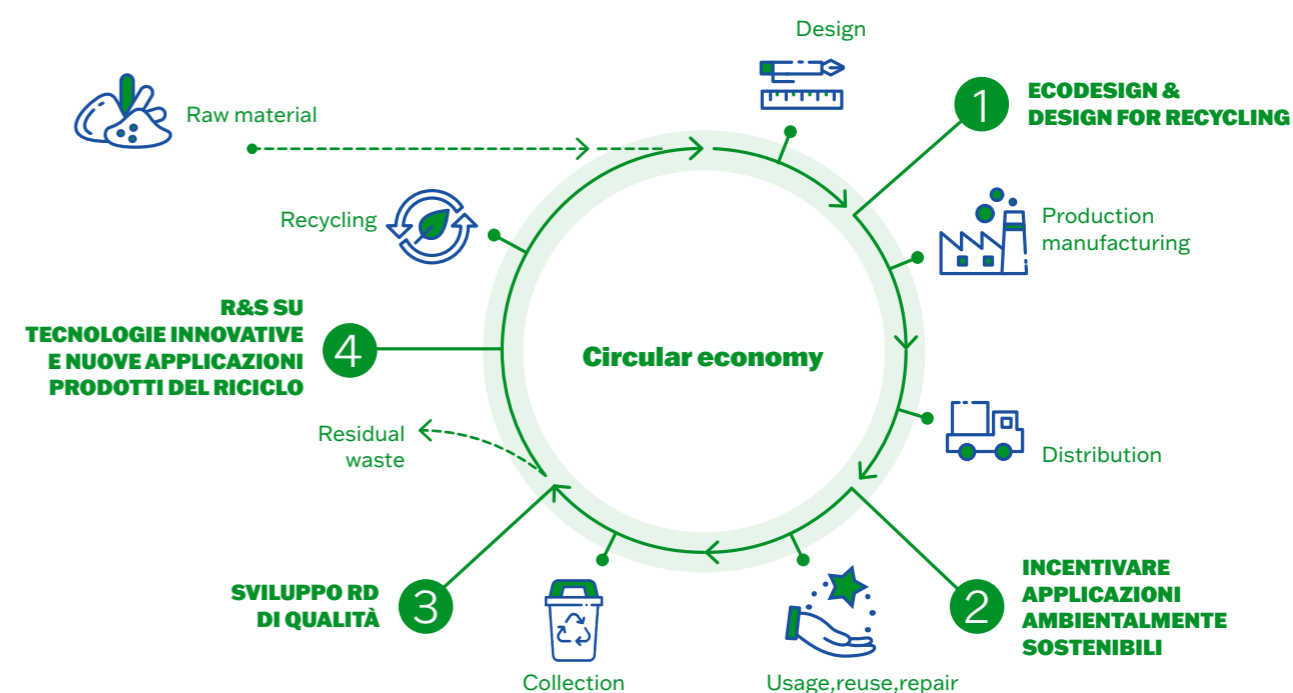 Design
Raw material
1
ECODESIGN &
DESIGN FOR RECYCLING
Recycling
Production
manufacturing
R&S SU
TECNOLOGIE INNOVATIVE
E NUOVE APPLICAZIONI
PRODOTTI DEL RICICLO
4
Circular economy
Residual
waste
Distribution
SVILUPPO RD
DI QUALITÀ
3
2
INCENTIVARE
APPLICAZIONI
AMBIENTALMENTE
SOSTENIBILI
Collection
Usage,reuse,repair